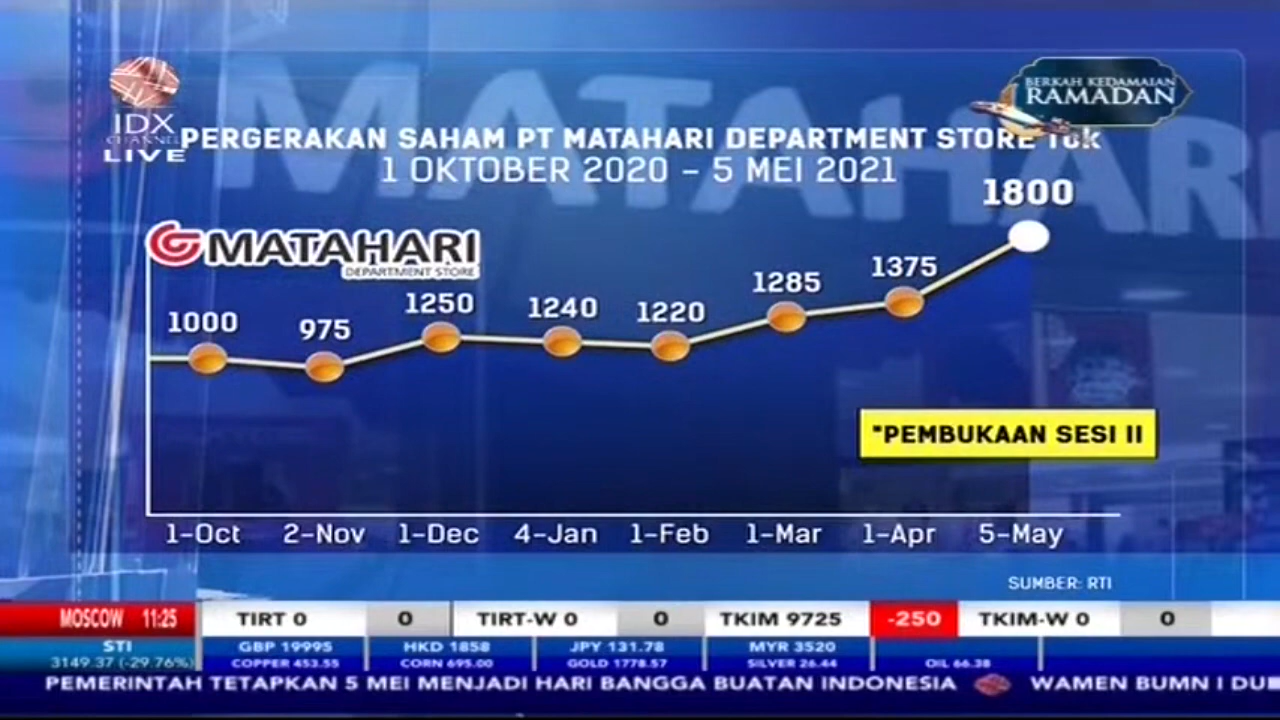 IDX
CHANNEL
LIVE
BERKAH KEDAMAIAN
RAMADAN
PERGERAKAN SAHAM PT MATAHARI DEPARTMENT STORE Tbk
1 OKTOBER 2020 – 5 MEI 2021
MATAHARI
MATAHARI
DEPARTMENT STORE
1000
975
1250
1240
1220
1285
1375
1800
"PEMBUKAAN SESI II
1-Oct 2-Nov 1-Dec 4-Jan 1-Feb 1-Mar 1-Apr 5-May
SUMBER: RTI
MOSCOW 11:25 TIRT 0 0 TIRT-W 0 0 TKIM 9725 -250 TKIM-W 0 0
STI GBP 19995 HKD 1858 JPY 131.78 MYR 3520
3149.37 (-29.76%) COPPER 453.55 CORN 695.00 GOLD 1778.57 SILVER 26.44 OIL 66.38
PEMERINTAH TETAPKAN 5 MEI MENJADI HARI BANGGA BUATAN INDONESIA WAMEN BUMN I